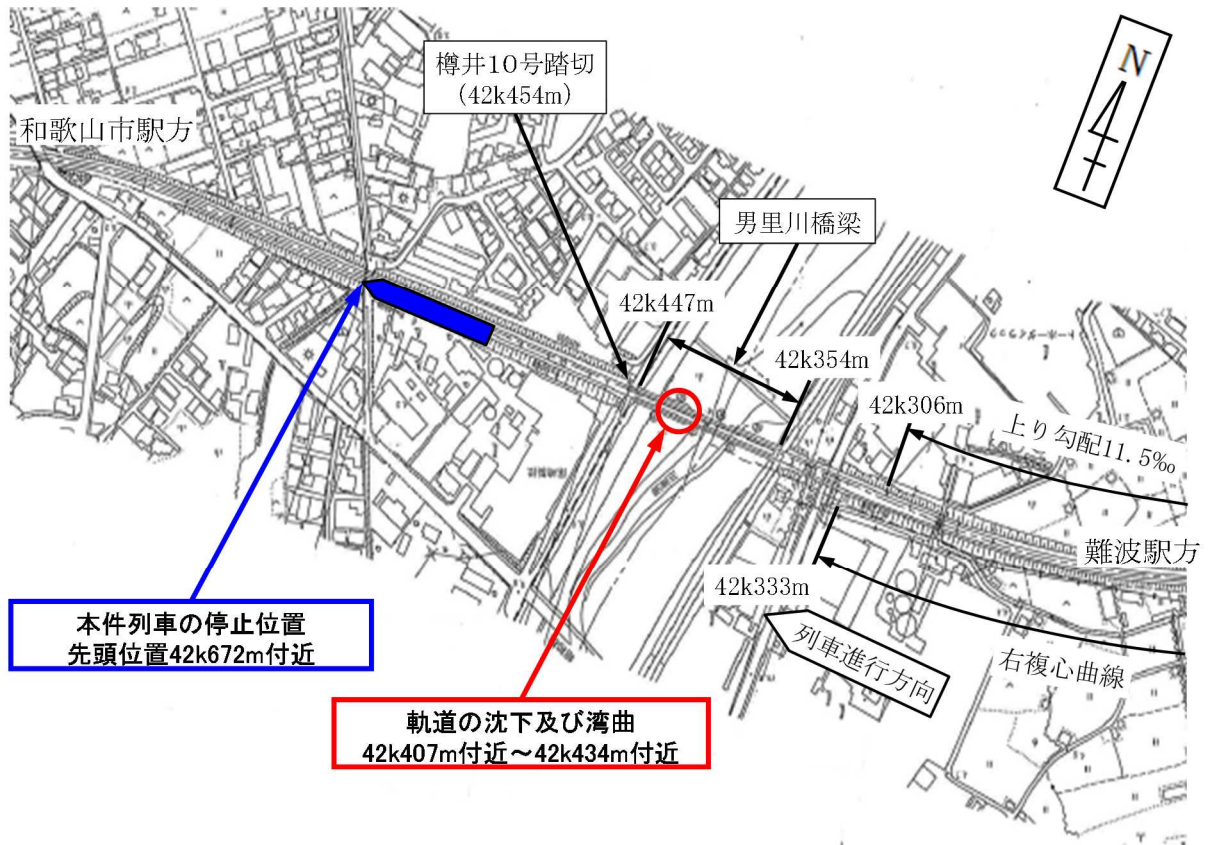 樽井10号踏切
(42k454m)
N
和歌山市駅方
男里川橋梁
42k447m
42k354m
42k306m
上り勾配11.5‰
難波駅方
42k333m
列車進行方向
右複心曲線
本件列車の停止位置
先頭位置42k672m付近
軌道の沈下及び湾曲
42k407m付近～42k434m付近